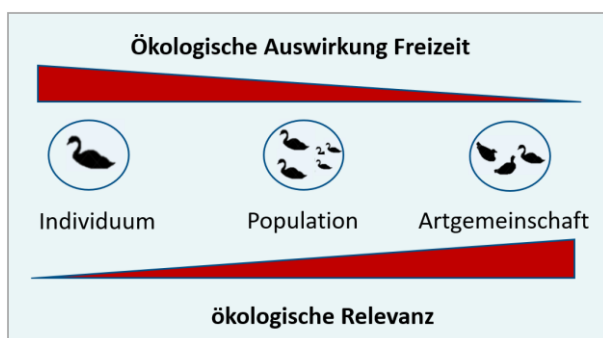 Ökologische Auswirkung Freizeit
Individuum Population Artgemeinschaft
ökologische Relevanz